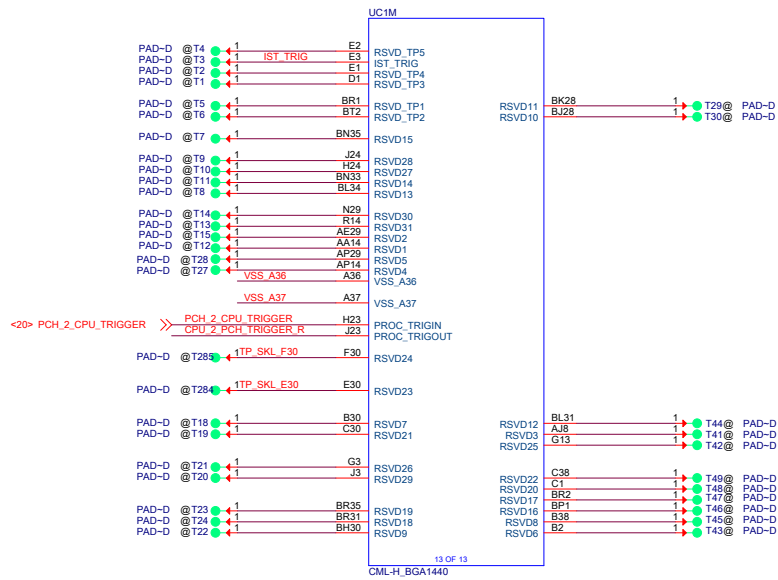 UC1M
PAD~D @T4 1 E2 RSVD_TP5
PAD~D @T3 1 IST_TRIG E3 IST_TRIG
PAD~D @T2 1 E1 RSVD_TP4
PAD~D @T1 1 D1 RSVD_TP3
PAD~D @T5 1 BR1 RSVD_TP1 RSVD11 BK28 1 T29@ PAD~D
PAD~D @T6 1 BT2 RSVD_TP2 RSVD10 BJ28 1 T30@ PAD~D
PAD~D @T7 1 BN35 RSVD15
PAD~D @T9 1 J24 RSVD28
PAD~D @T10 1 H24 RSVD27
PAD~D @T11 1 BN33 RSVD14
PAD~D @T8 1 BL34 RSVD13
PAD~D @T14 1 N29 RSVD30
PAD~D @T13 1 R14 RSVD31
PAD~D @T15 1 AE29 RSVD2
PAD~D @T12 1 AA14 RSVD1
PAD~D @T28 1 AP29 RSVD5
PAD~D @T27 1 AP14 RSVD4
VSS_A36 A36 VSS_A36
VSS_A37 A37 VSS_A37
<20> PCH_2_CPU_TRIGGER PCH_2_CPU_TRIGGER H23 PROC_TRIGIN
CPU_2_PCH_TRIGGER_R J23 PROC_TRIGOUT
PAD~D @T285 1 TP_SKL_F30 F30 RSVD24
PAD~D @T284 1 TP_SKL_E30 E30 RSVD23
PAD~D @T18 1 B30 RSVD7 RSVD12 BL31 1 T44@ PAD~D
PAD~D @T19 1 C30 RSVD21 RSVD3 AJ8 1 T41@ PAD~D
RSVD25 G13 1 T42@ PAD~D
PAD~D @T21 1 G3 RSVD26
PAD~D @T20 1 J3 RSVD29 RSVD22 C38 1 T49@ PAD~D
RSVD20 C1 1 T48@ PAD~D
RSVD17 BR2 1 T47@ PAD~D
PAD~D @T23 1 BR35 RSVD19 RSVD16 BP1 1 T46@ PAD~D
PAD~D @T24 1 BR31 RSVD18 RSVD8 B38 1 T45@ PAD~D
PAD~D @T22 1 BH30 RSVD9 RSVD6 B2 1 T43@ PAD~D
13 OF 13
CML-H_BGA1440